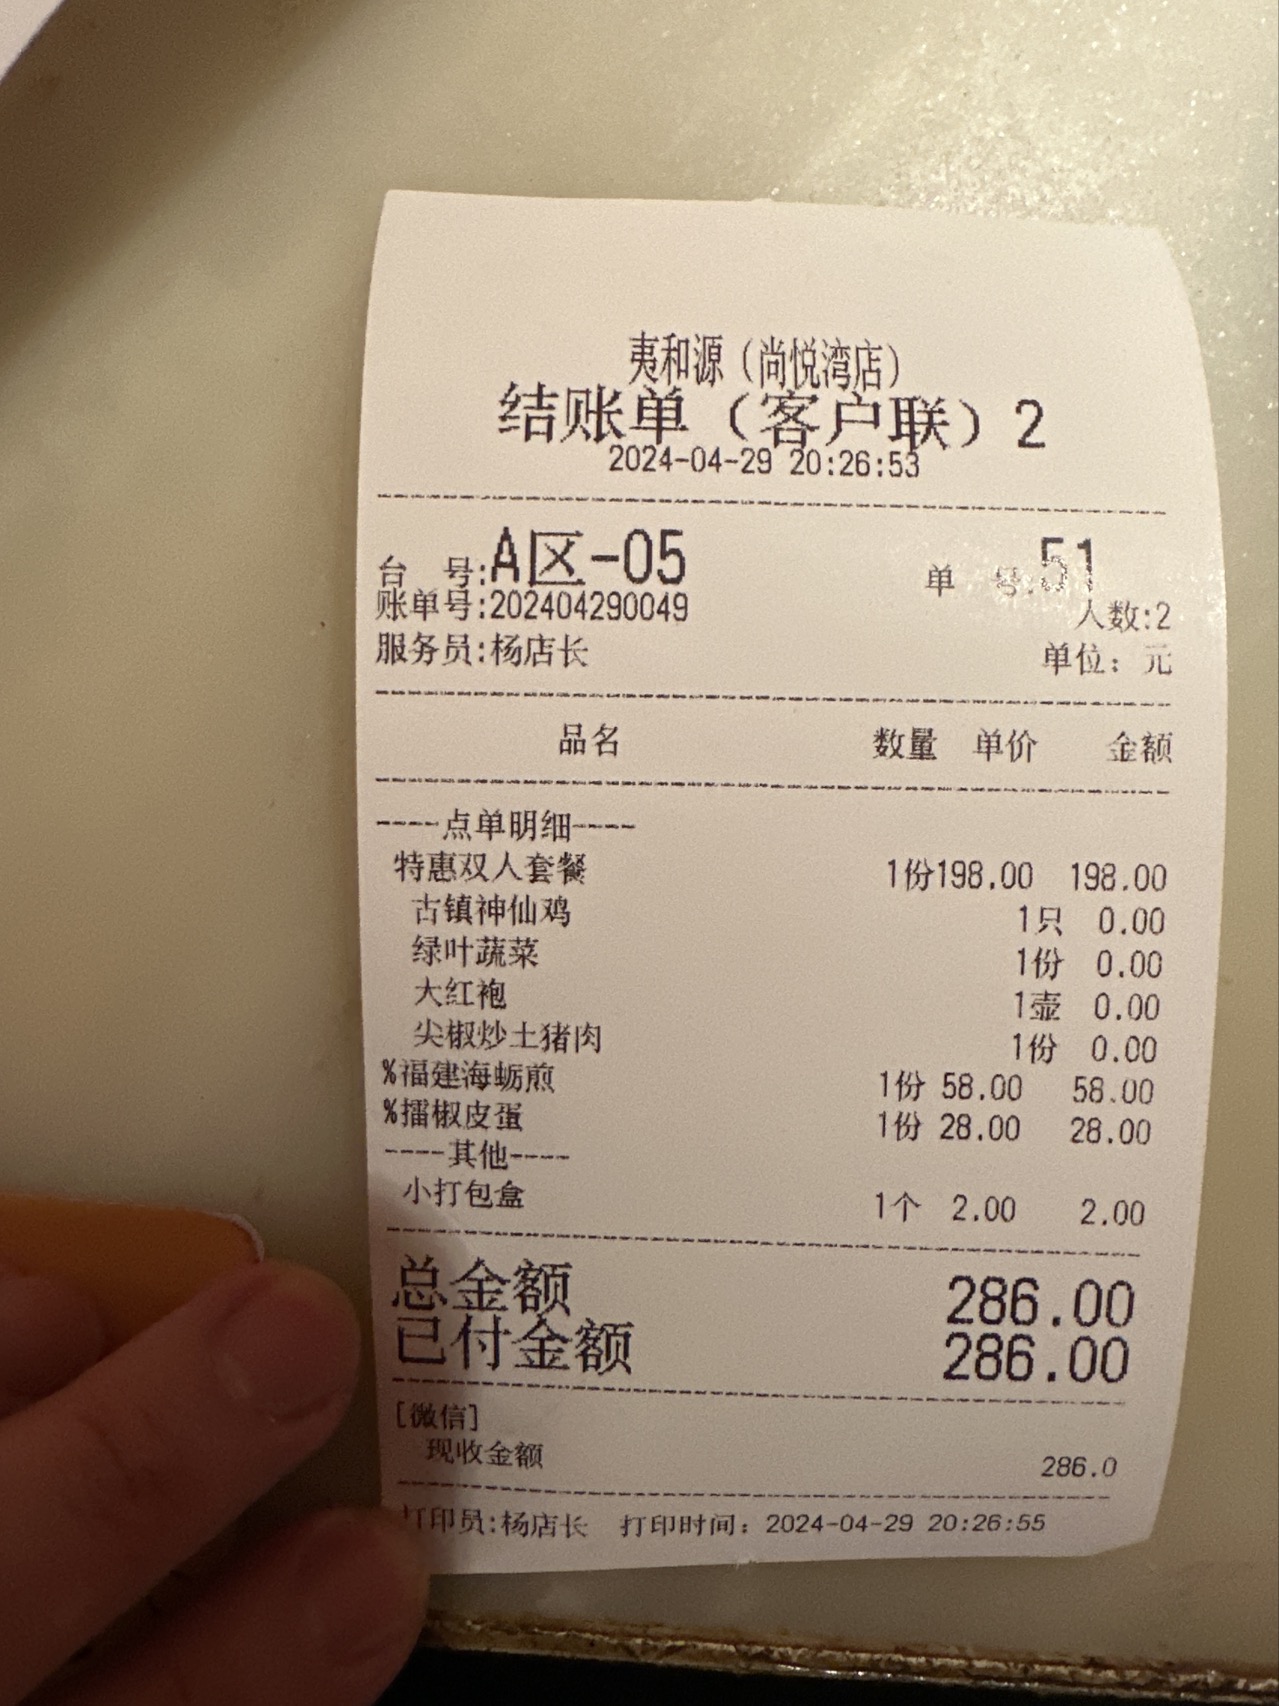 夷和源（尚悦湾店）
结账单（客户联）2
2024-04-29 20:26:53
台 号:A区-05 单 号:51
账单号:202404290049 人数:2
服务员:杨店长 单位：元
品名 数量 单价 金额
----点单明细----
特惠双人套餐 1份198.00 198.00
古镇神仙鸡 1只 0.00
绿叶蔬菜 1份 0.00
大红袍 1壶 0.00
尖椒炒土猪肉 1份 0.00
%福建海蛎煎 1份 58.00 58.00
%擂椒皮蛋 1份 28.00 28.00
----其他----
小打包盒 1个 2.00 2.00
总金额 286.00
已付金额 286.00
[微信]
现收金额 286.0
打印员:杨店长 打印时间：2024-04-29 20:26:55